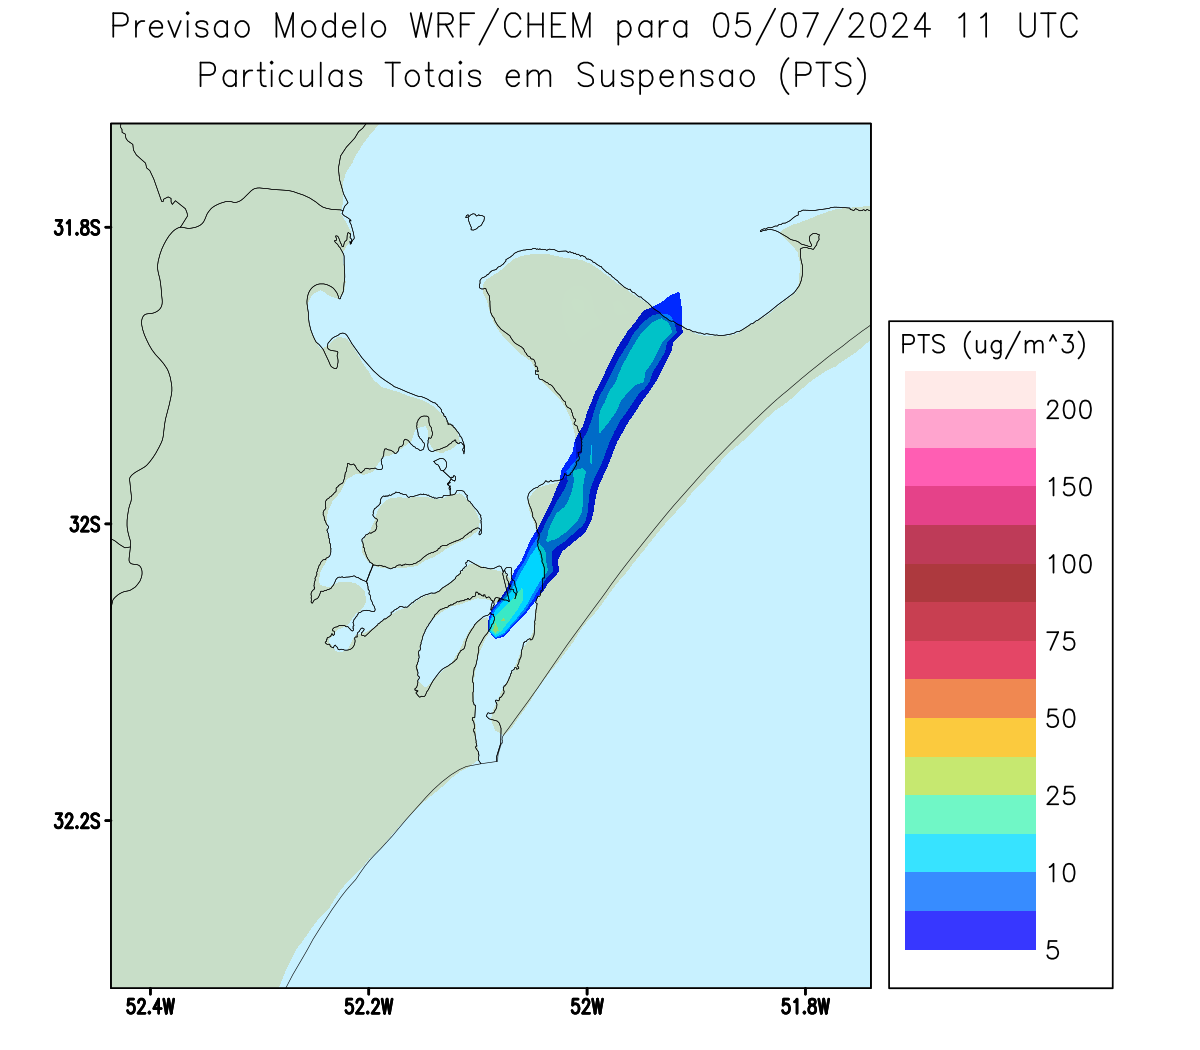 Previsao Modelo WRF/CHEM para 05/07/2024 11 UTC
Particulas Totais em Suspensao (PTS)
31.8S
32S
32.2S
52.4W 52.2W 52W 51.8W
PTS (ug/m^3)
200
150
100
75
50
25
10
5